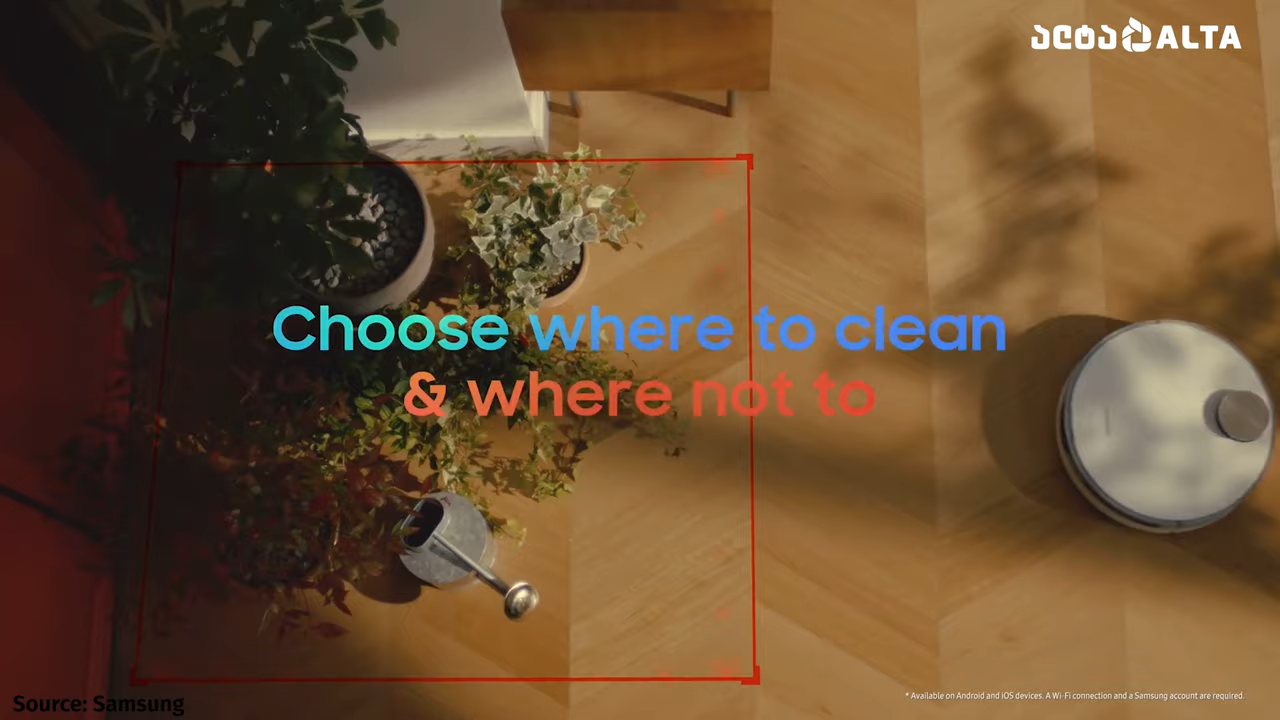 ალტა ALTA
Choose where to clean
& where not to
* Available on Android and iOS devices. A Wi-Fi connection and a Samsung account are required.
Source: Samsung